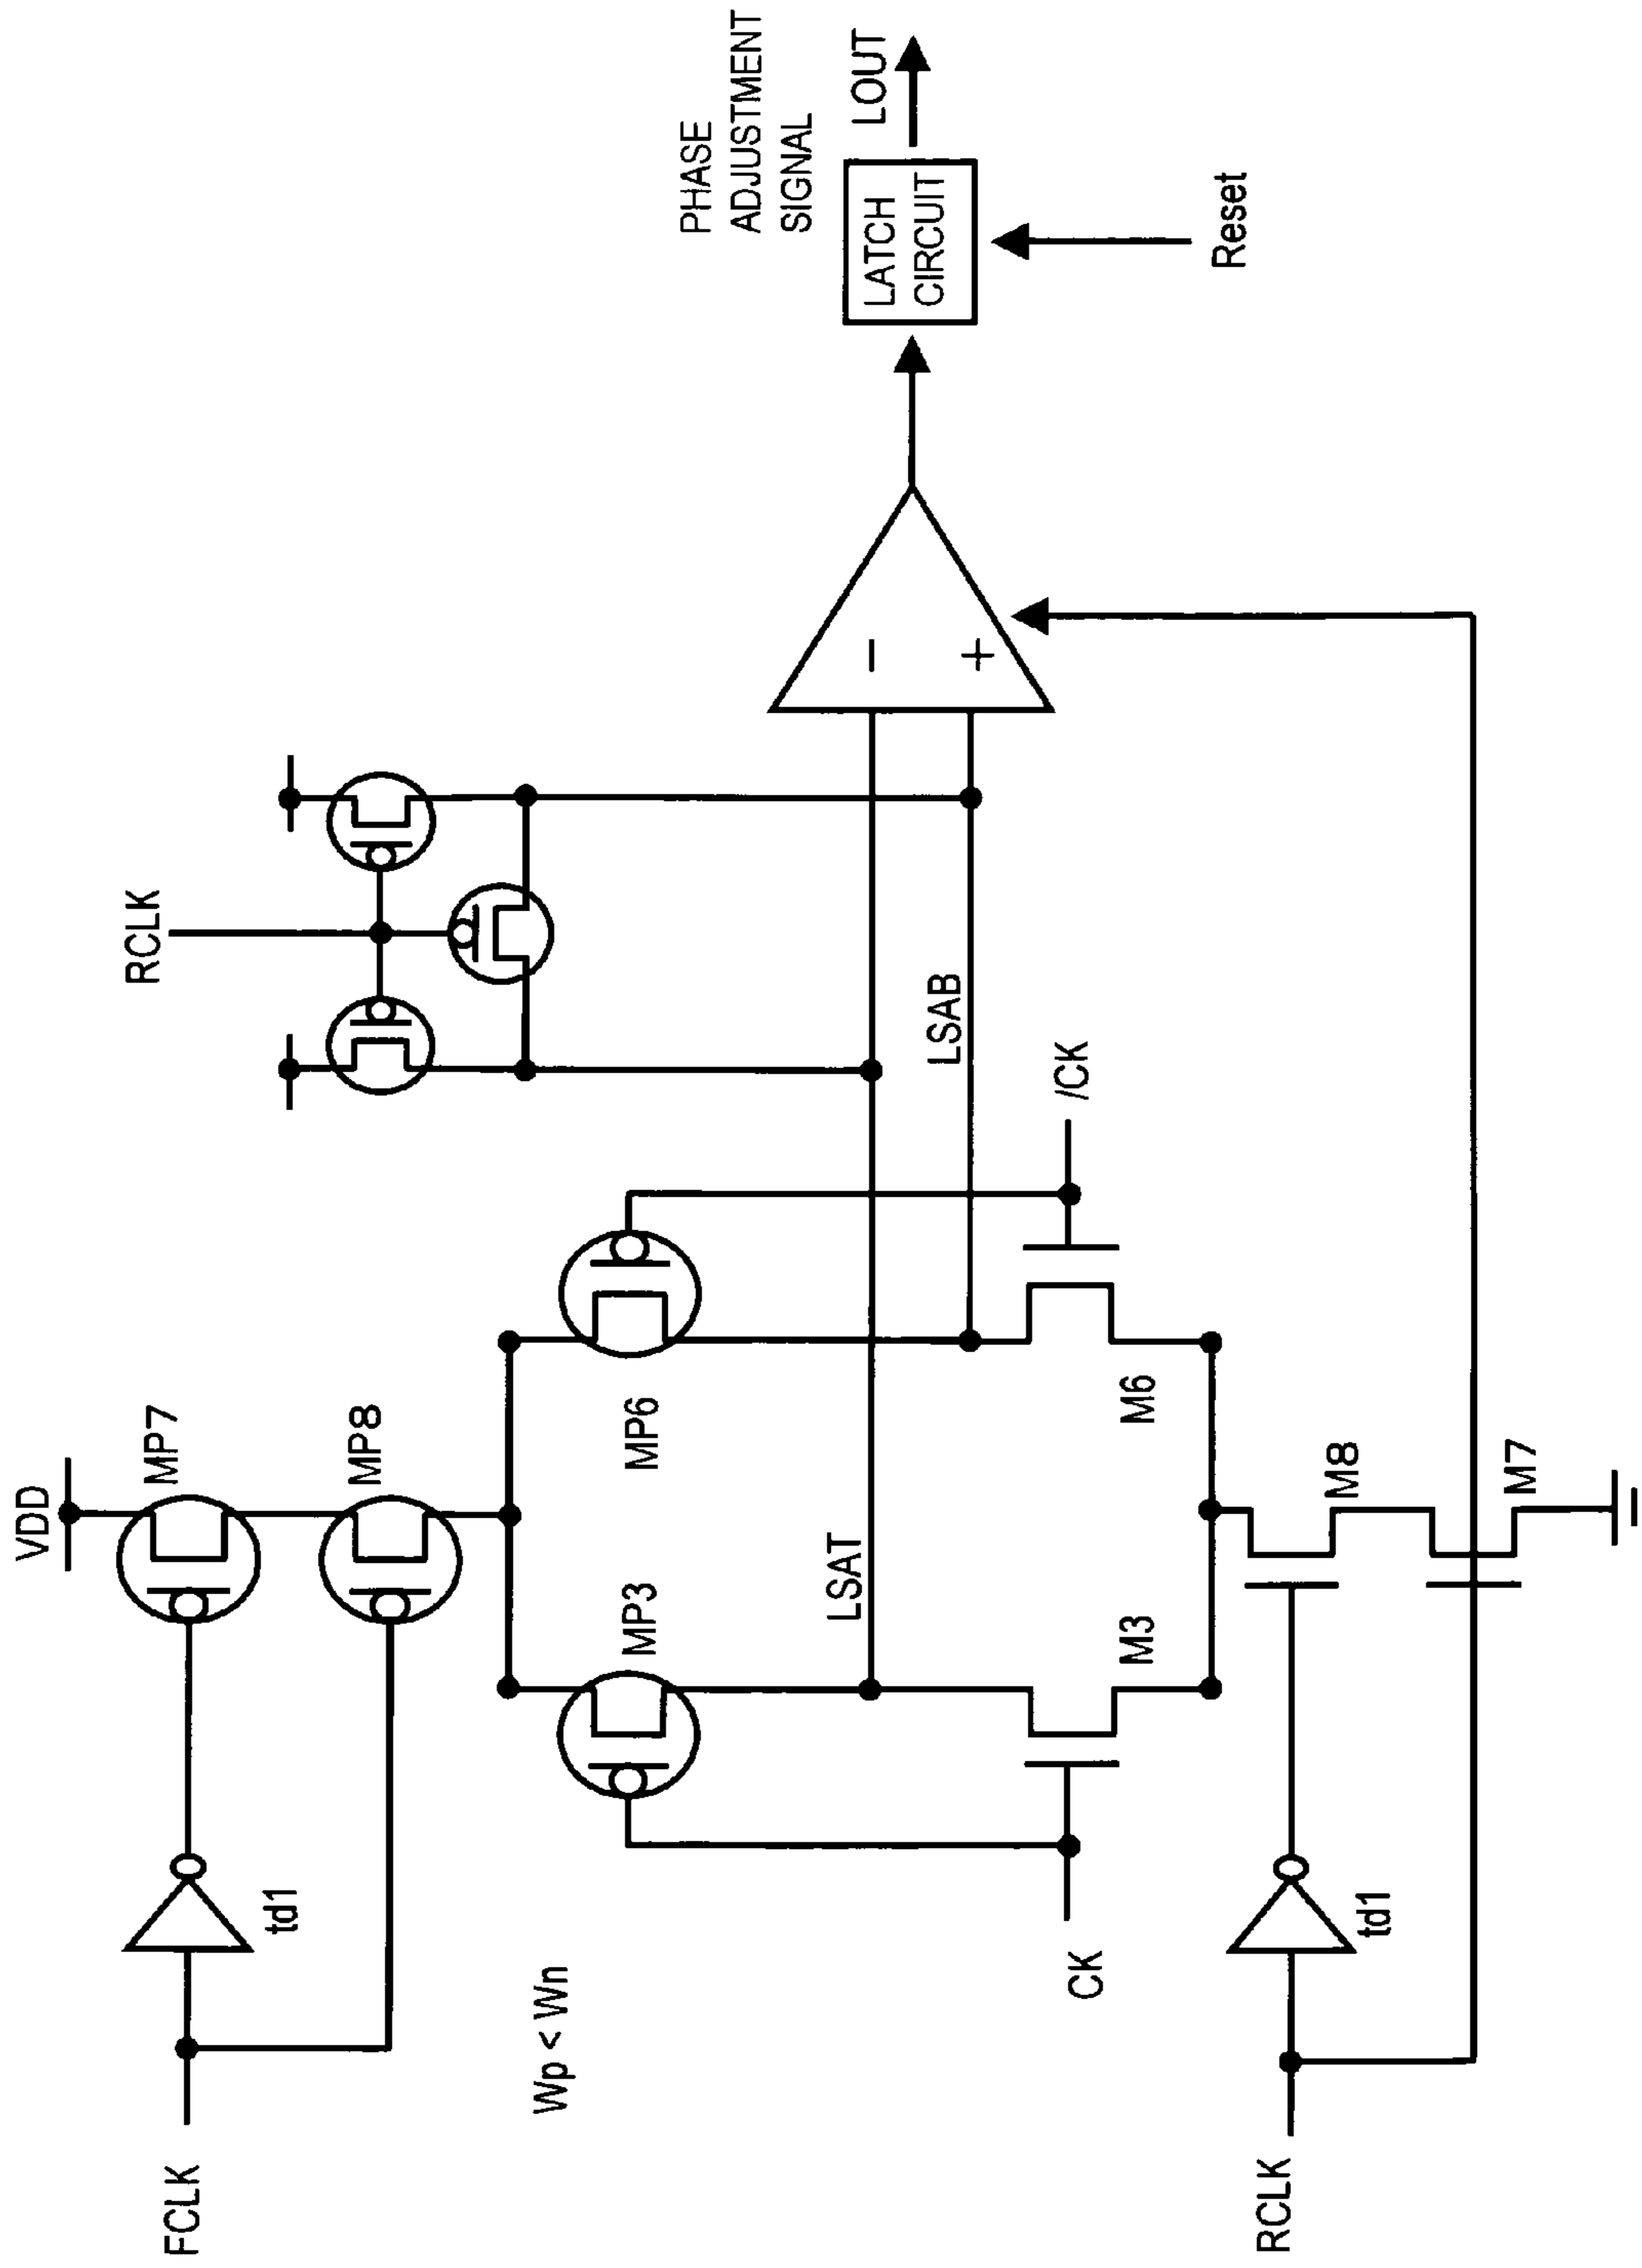 VDD
MP7
MP8
FCLK
td1
Wp < Wn
MP3
MP6
RCLK
LSAT
LSAB
CK
/CK
M3
M6
M8
M7
RCLK
td1
−
+
PHASE
ADJUSTMENT
SIGNAL
LATCH
CIRCUIT
LOUT
Reset